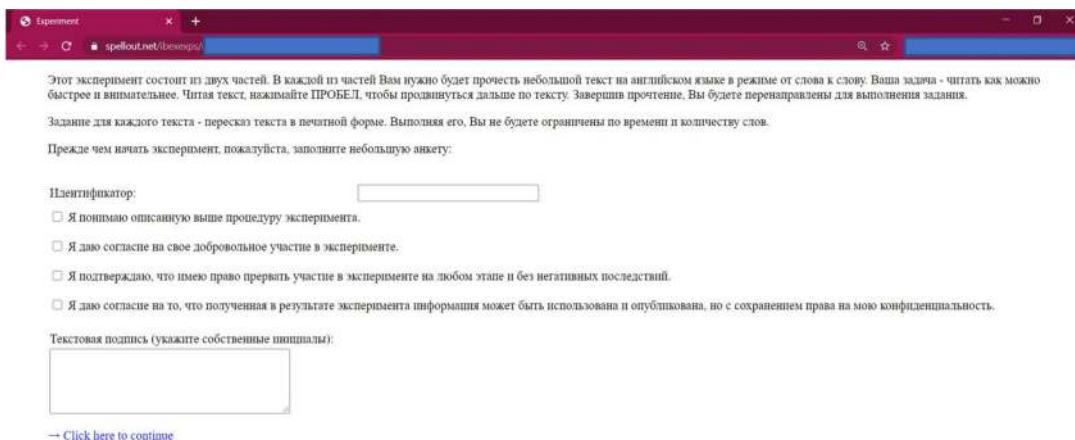 Experiment
spellout.net/ibexexps/
Этот эксперимент состоит из двух частей. В каждой из частей Вам нужно будет прочесть небольшой текст на английском языке в режиме от слова к слову. Ваша задача - читать как можно
быстрее и внимательнее. Читая текст, нажимайте ПРОБЕЛ, чтобы продвинуться дальше по тексту. Завершив прочтение, Вы будете перенаправлены для выполнения задания.
Задание для каждого текста - пересказ текста в печатной форме. Выполняя его, Вы не будете ограничены по времени и количеству слов.
Прежде чем начать эксперимент, пожалуйста, заполните небольшую анкету:
Идентификатор:
Я понимаю описанную выше процедуру эксперимента.
Я даю согласие на свое добровольное участие в эксперименте.
Я подтверждаю, что имею право прервать участие в эксперименте на любом этапе и без негативных последствий.
Я даю согласие на то, что полученная в результате эксперимента информация может быть использована и опубликована, но с сохранением права на мою конфиденциальность.
Текстовая подпись (укажите собственные инициалы):
→ Click here to continue